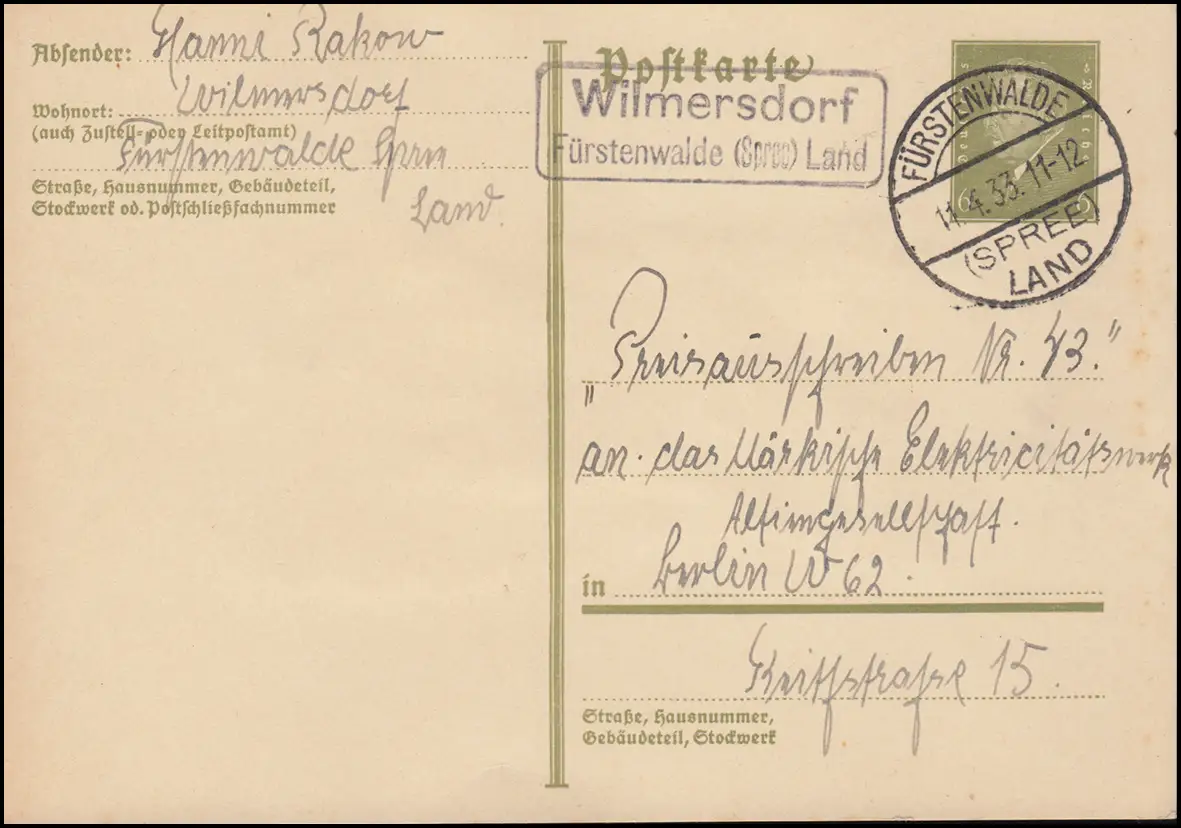 Absender: Hanni Rakow
Wohnort: Wilmersdorf
(auch Zustell- oder Leitpostamt)
Fürstenwalde Spree
Straße, Hausnummer, Gebäudeteil,
Stockwerk od. Postschließfachnummer
Land.
Postkarte
Wilmersdorf
Fürstenwalde (Spree) Land
FÜRSTENWALDE
11.4.33.11-12
(SPREE)
LAND
6
„Preisausschreiben Nr. 43.“
an das Märkische Elektricitätswerk
Aktiengesellschaft.
in Berlin W 62.
Keithstraße 15.
Straße, Hausnummer,
Gebäudeteil, Stockwerk